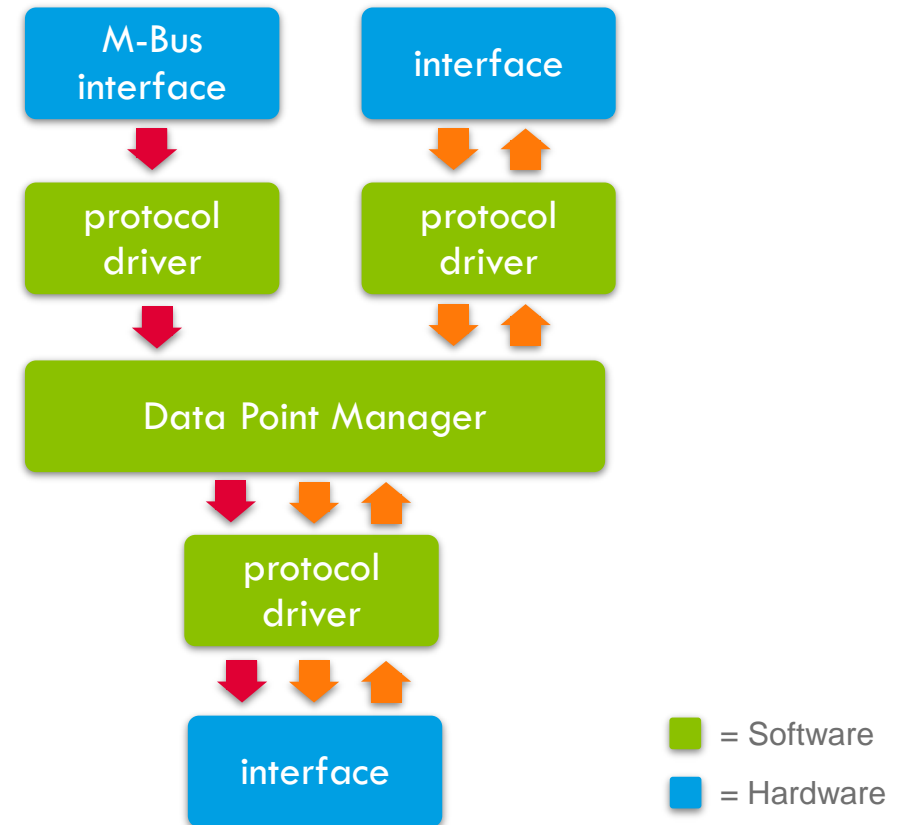 M-Bus
interface
interface
protocol
driver
protocol
driver
Data Point Manager
protocol
driver
interface
= Software
= Hardware